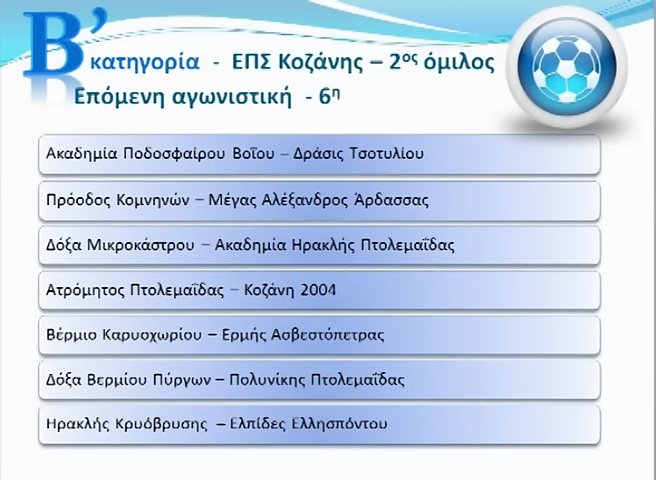 Β’ κατηγορία - ΕΠΣ Κοζάνης – 2ος όμιλος
Επόμενη αγωνιστική - 6η
Ακαδημία Ποδοσφαίρου Βοΐου – Δράσις Τσοτυλίου
Πρόοδος Κομνηνών – Μέγας Αλέξανδρος Άρδασσας
Δόξα Μικροκάστρου – Ακαδημία Ηρακλής Πτολεμαΐδας
Ατρόμητος Πτολεμαΐδας – Κοζάνη 2004
Βέρμιο Καρυοχωρίου – Ερμής Ασβεστόπετρας
Δόξα Βερμίου Πύργων – Πολυνίκης Πτολεμαΐδας
Ηρακλής Κρυόβρυσης – Ελπίδες Ελλησπόντου